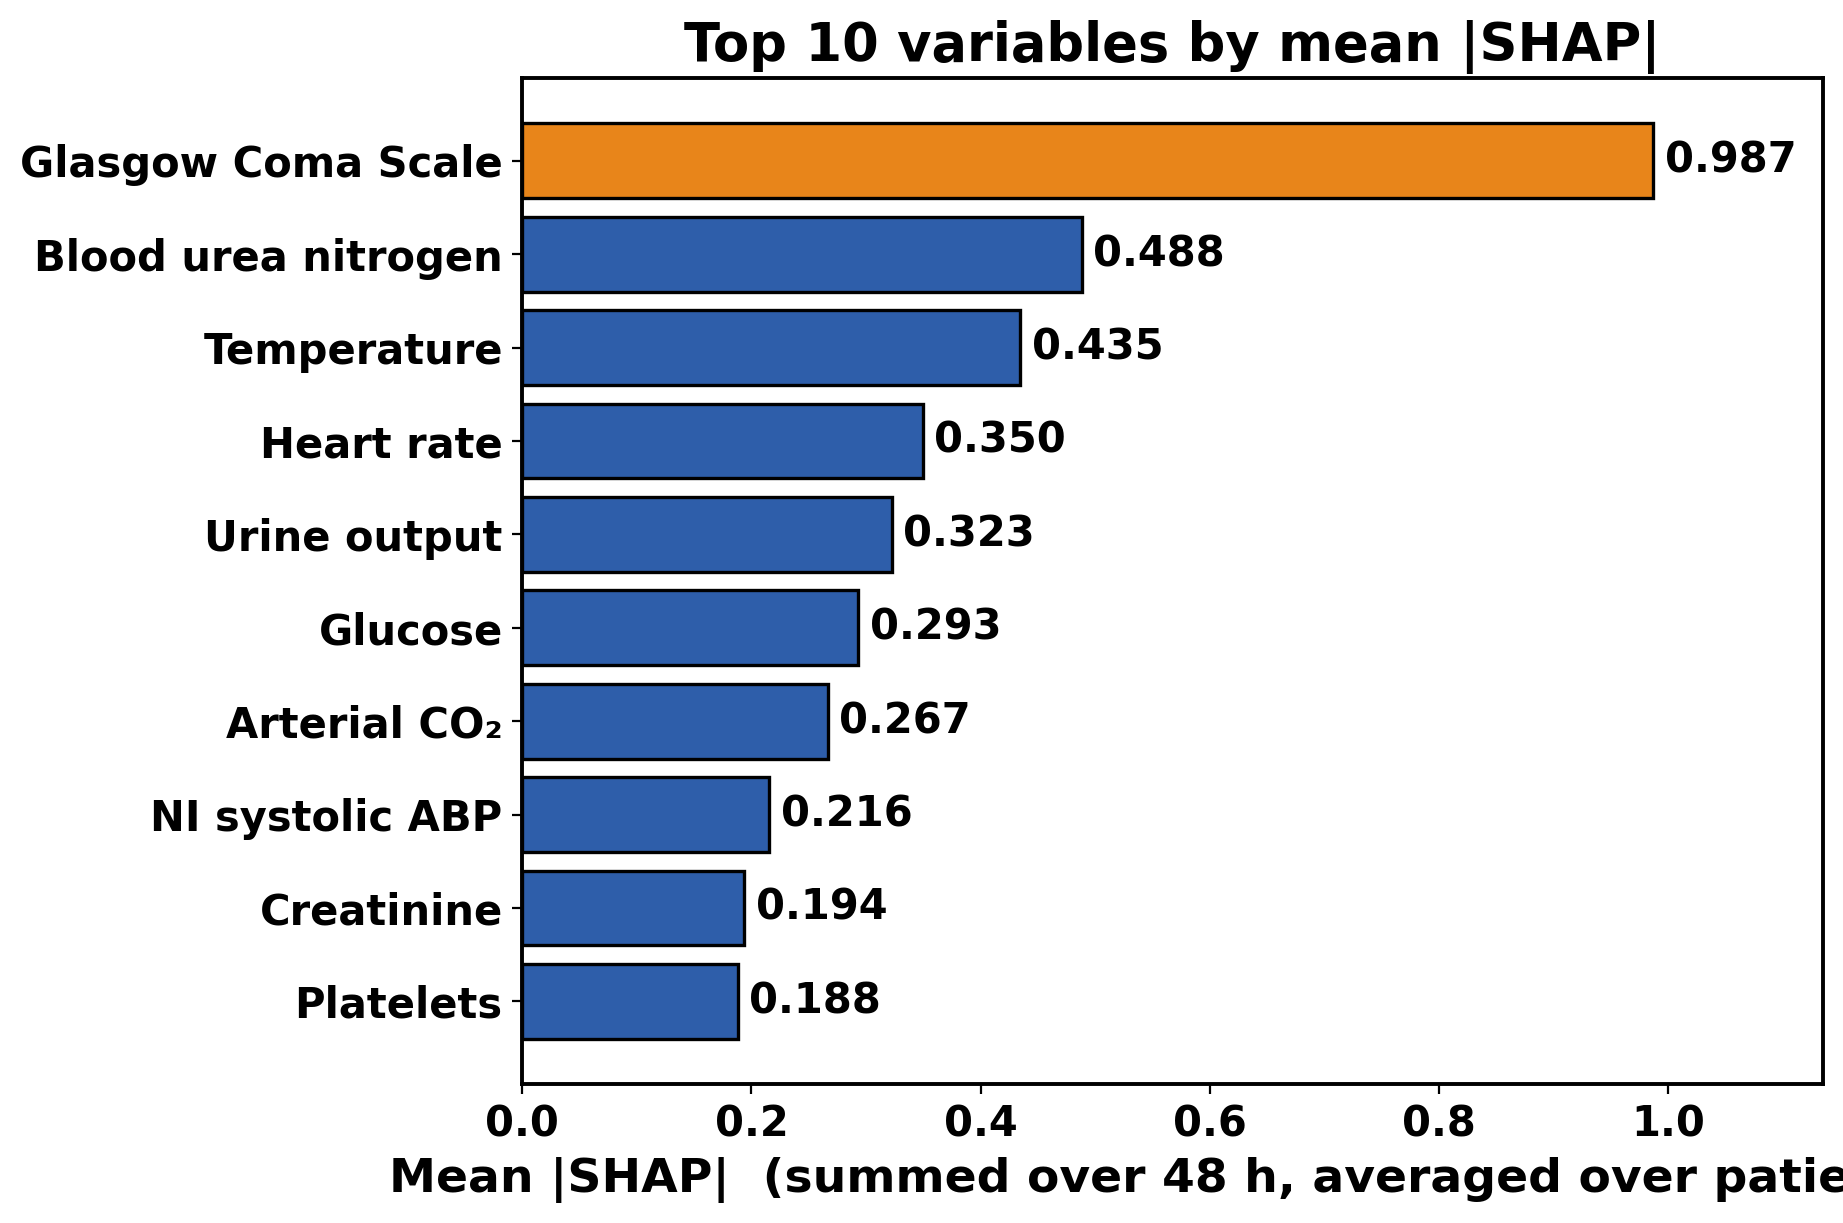 Top 10 variables by mean |SHAP|
Glasgow Coma Scale 0.987
Blood urea nitrogen 0.488
Temperature 0.435
Heart rate 0.350
Urine output 0.323
Glucose 0.293
Arterial CO₂ 0.267
NI systolic ABP 0.216
Creatinine 0.194
Platelets 0.188
0.0 0.2 0.4 0.6 0.8 1.0
Mean |SHAP| (summed over 48 h, averaged over patie